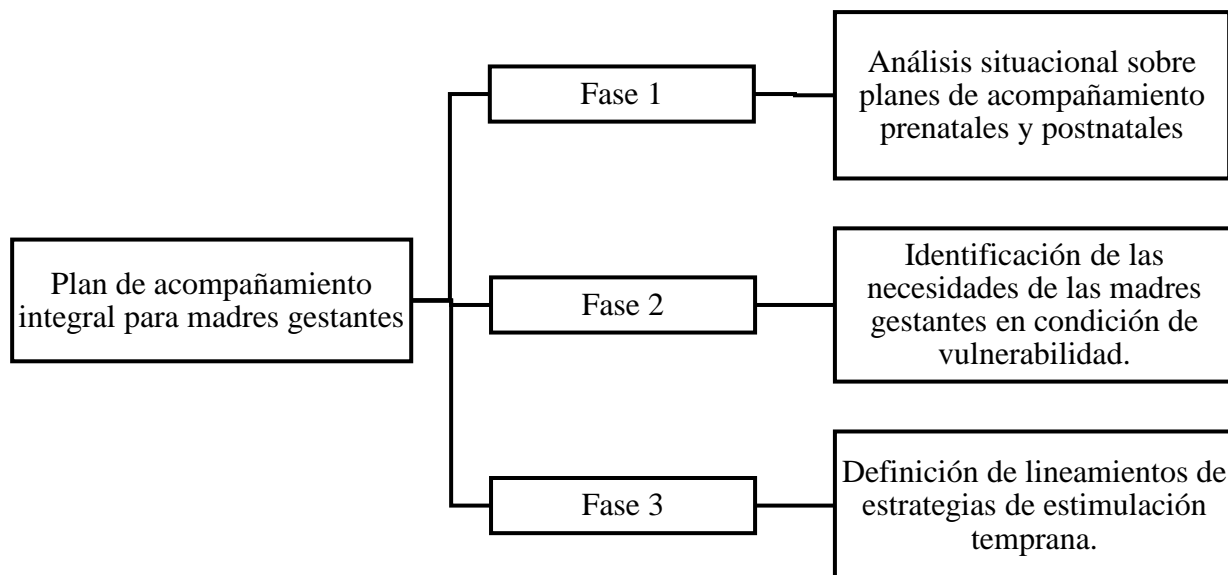 Plan de acompañamiento
integral para madres gestantes
Fase 1
Análisis situacional sobre
planes de acompañamiento
prenatales y postnatales
Fase 2
Identificación de las
necesidades de las madres
gestantes en condición de
vulnerabilidad.
Fase 3
Definición de lineamientos de
estrategias de estimulación
temprana.